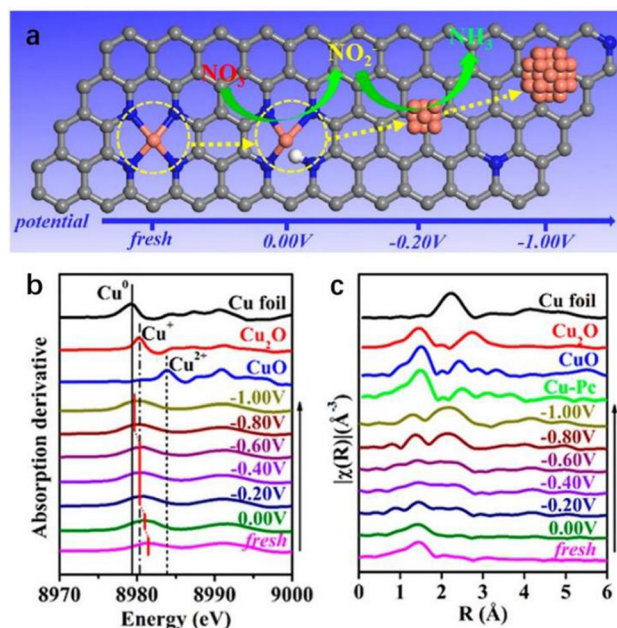 a
NO₃⁻
NO₂⁻
NH₃
potential
fresh
0.00V
-0.20V
-1.00V
b
Cu⁰
Cu⁺
Cu²⁺
Cu foil
Cu₂O
CuO
-1.00V
-0.80V
-0.60V
-0.40V
-0.20V
0.00V
fresh
Absorption derivative
8970 8980 8990 9000
Energy (eV)
c
Cu foil
Cu₂O
CuO
Cu-Pc
-1.00V
-0.80V
-0.60V
-0.40V
-0.20V
0.00V
fresh
|χ(R)|(Å⁻³)
0 1 2 3 4 5 6
R (Å)